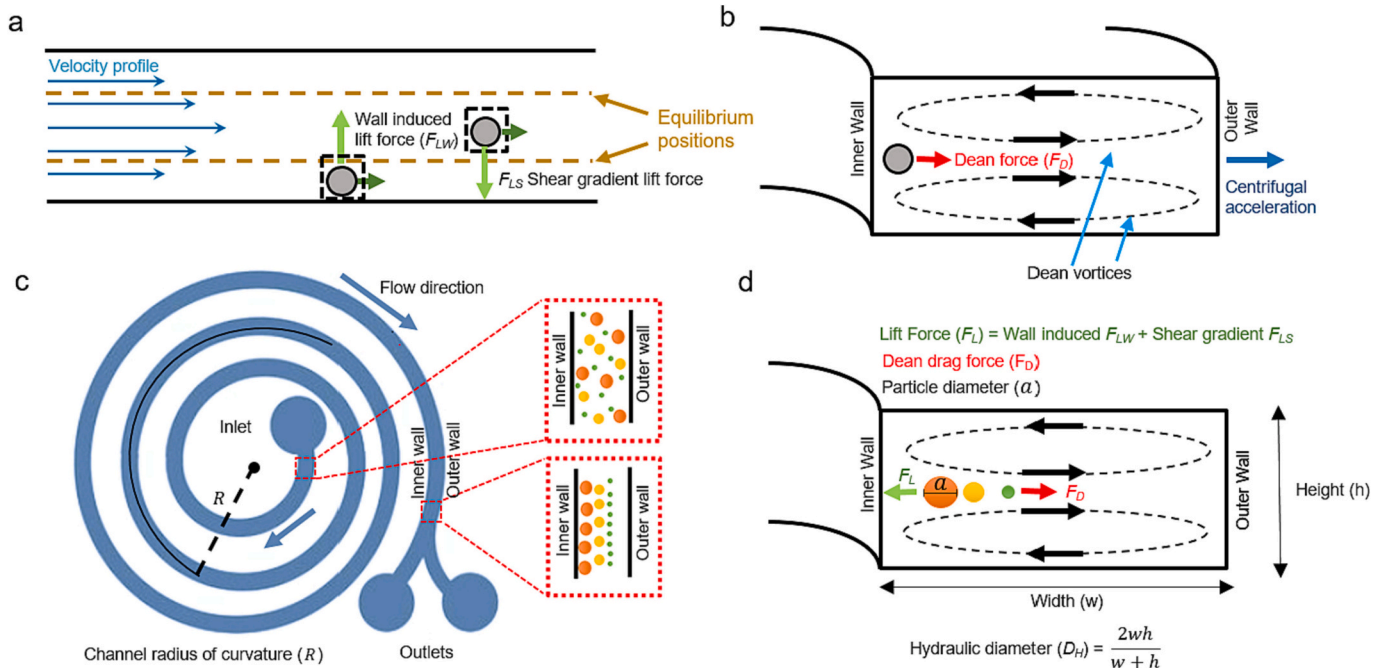 a
Velocity profile
Wall induced
lift force (F_LW)
Equilibrium
positions
F_LS Shear gradient lift force
b
Inner Wall
Dean force (F_D)
Outer
Wall
Centrifugal
acceleration
Dean vortices
c
Flow direction
Inlet
R
Inner wall
Outer wall
Inner wall
Outer wall
Inner wall
Outer wall
Channel radius of curvature (R)
Outlets
d
Lift Force (F_L) = Wall induced F_LW + Shear gradient F_LS
Dean drag force (F_D)
Particle diameter (a)
Inner Wall
F_L
a
F_D
Outer Wall
Height (h)
Width (w)
Hydraulic diameter (D_H) = 2wh / w + h